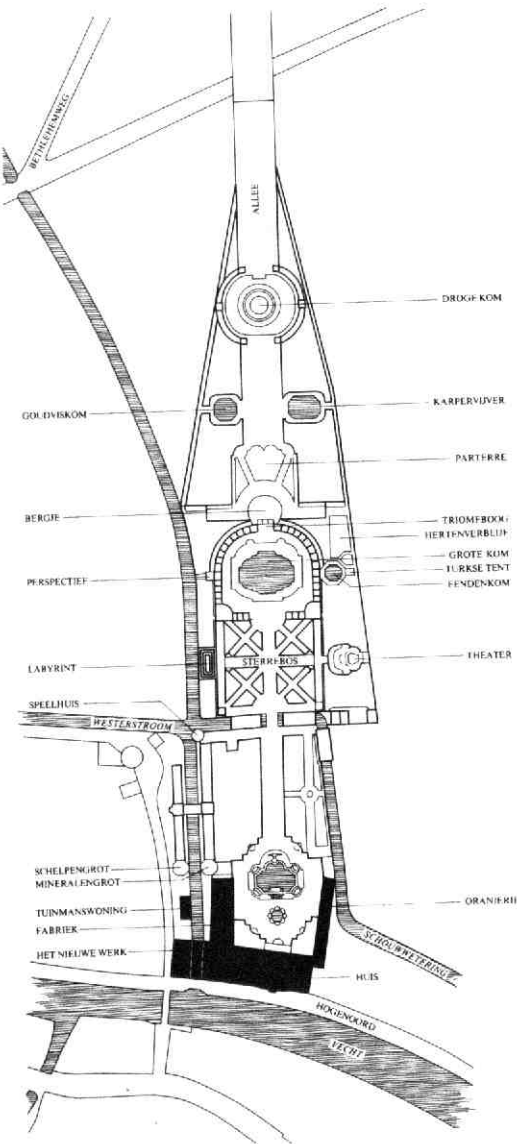 BETHLEHEMWEG
ALLEE
DROGE KOM
GOUDVISKOM
KARPERVIJVER
PARTERRE
BERGJE
TRIOMFBOOG
HERTENVERBLIJF
GROTE KOM
PERSPECTIEF
TURKSE TENT
EENDENKOM
LABYRINT
STERREBOS
THEATER
SPEELHUIS
WESTERSTROOM
SCHELPENGROT
MINERALENGROT
TUINMANSWONING
ORANJERIE
FABRIEK
SCHOUWWETERING
HET NIEUWE WERK
HUIS
HOGENOORD
VECHT